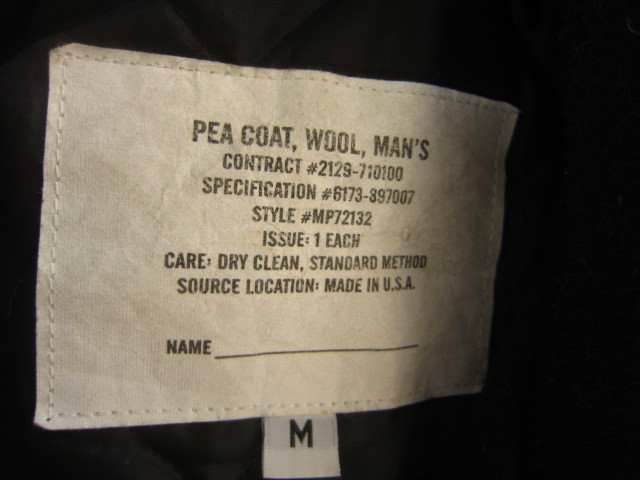 PEA COAT, WOOL, MAN'S
CONTRACT #2129-710100
SPECIFICATION #6173-897007
STYLE #MP72132
ISSUE: 1 EACH
CARE: DRY CLEAN, STANDARD METHOD
SOURCE LOCATION: MADE IN U.S.A.
NAME
M